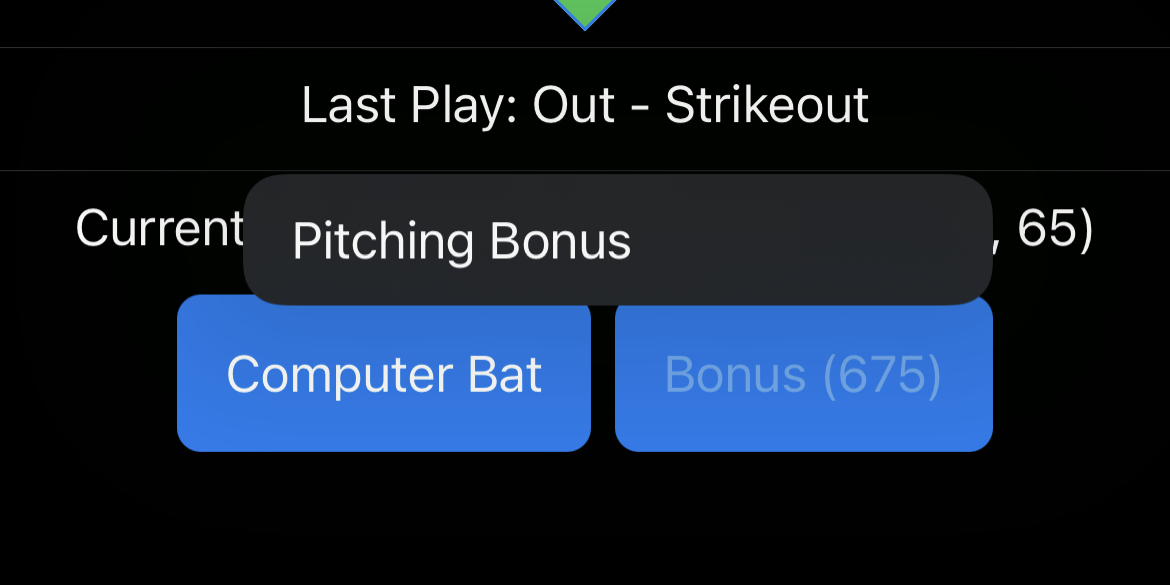 Last Play: Out - Strikeout
Current , 65)
Pitching Bonus
Computer Bat
Bonus (675)